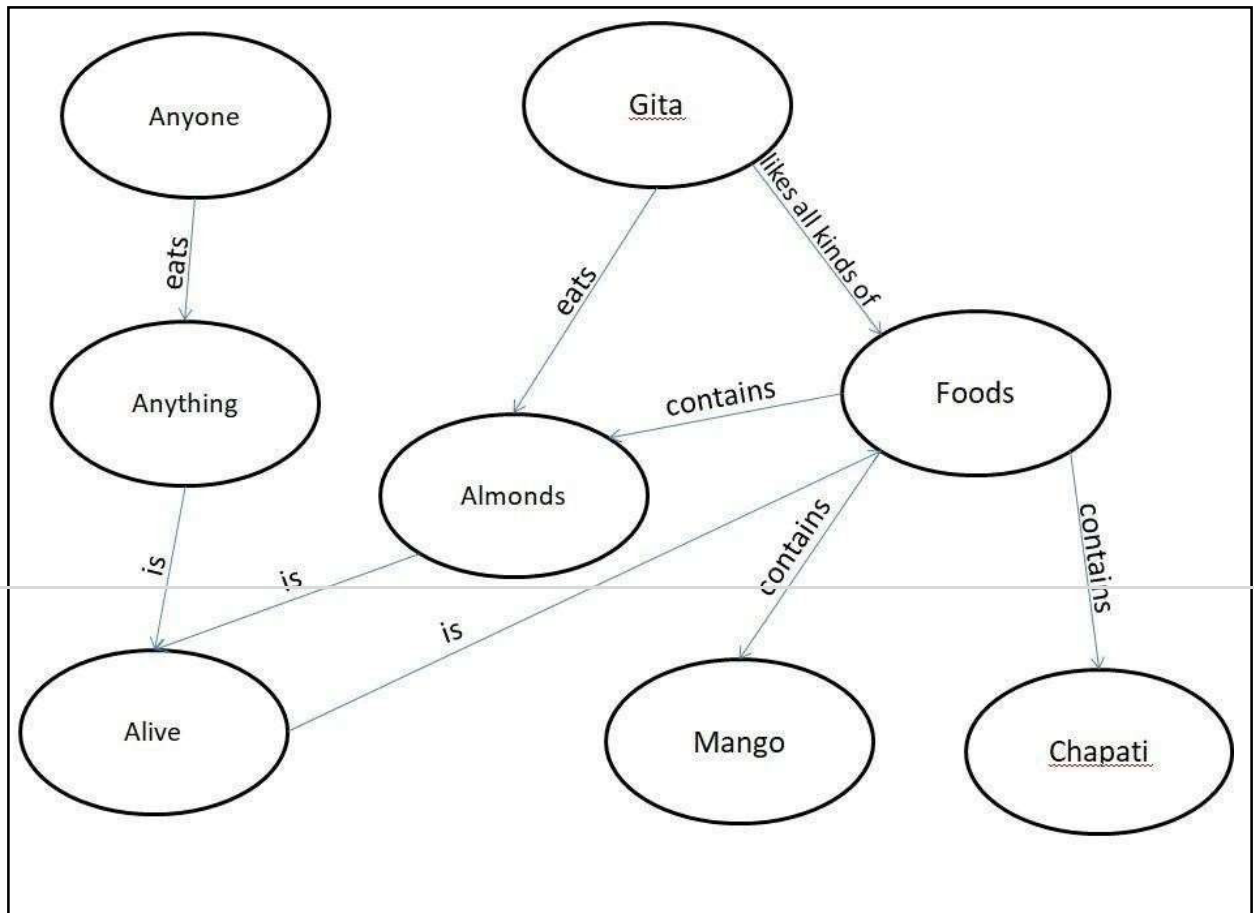 Anyone
Gita
likes all kinds of
eats
eats
Anything
contains
Foods
Almonds
contains
contains
is
is
is
Alive
Mango
Chapati